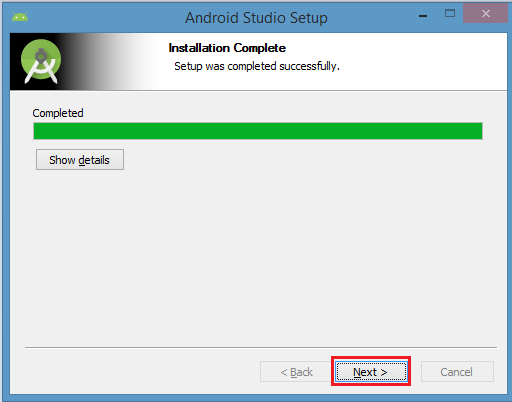 Android Studio Setup
Installation Complete
Setup was completed successfully.
Completed
Show details
< Back
Next >
Cancel